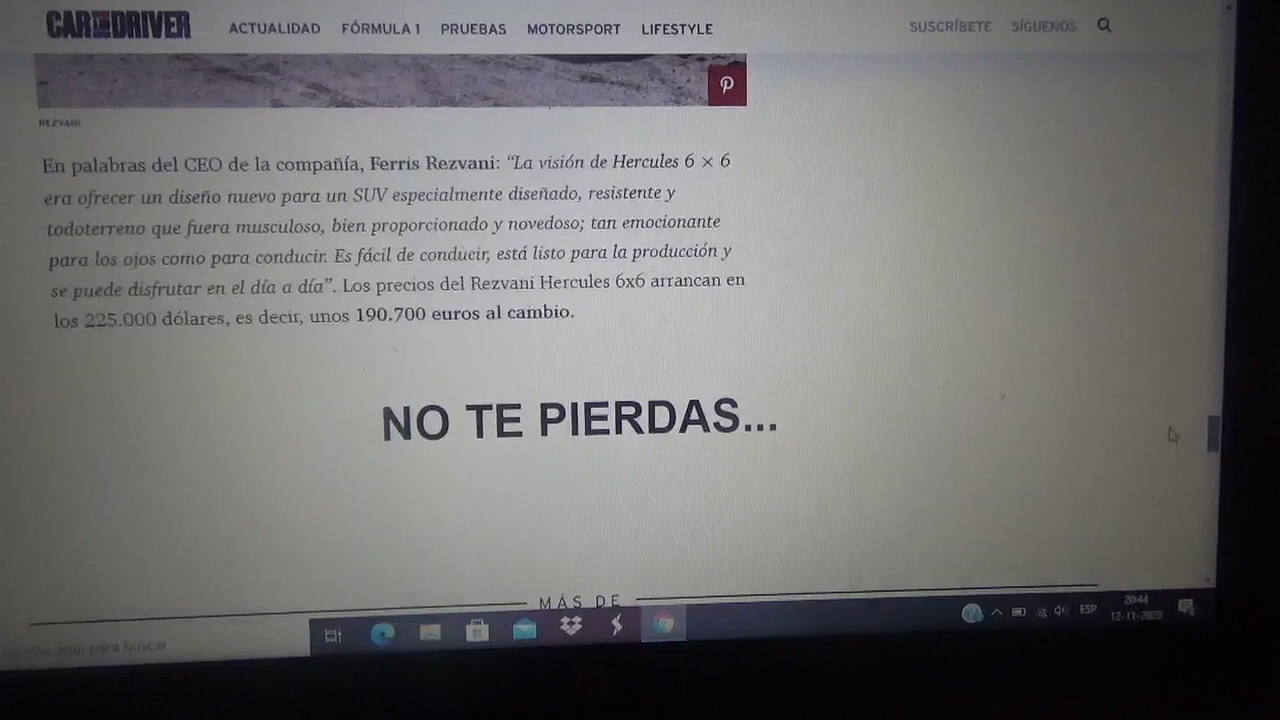 CAR AND DRIVER ACTUALIDAD FÓRMULA 1 PRUEBAS MOTORSPORT LIFESTYLE SUSCRÍBETE SÍGUENOS
REZVANI
En palabras del CEO de la compañía, Ferris Rezvani: “La visión de Hercules 6 × 6
era ofrecer un diseño nuevo para un SUV especialmente diseñado, resistente y
todoterreno que fuera musculoso, bien proporcionado y novedoso; tan emocionante
para los ojos como para conducir. Es fácil de conducir, está listo para la producción y
se puede disfrutar en el día a día”. Los precios del Rezvani Hercules 6x6 arrancan en
los 225.000 dólares, es decir, unos 190.700 euros al cambio.
NO TE PIERDAS...
MÁS DE
aquí para buscar
ESP
20:44
12-11-2020